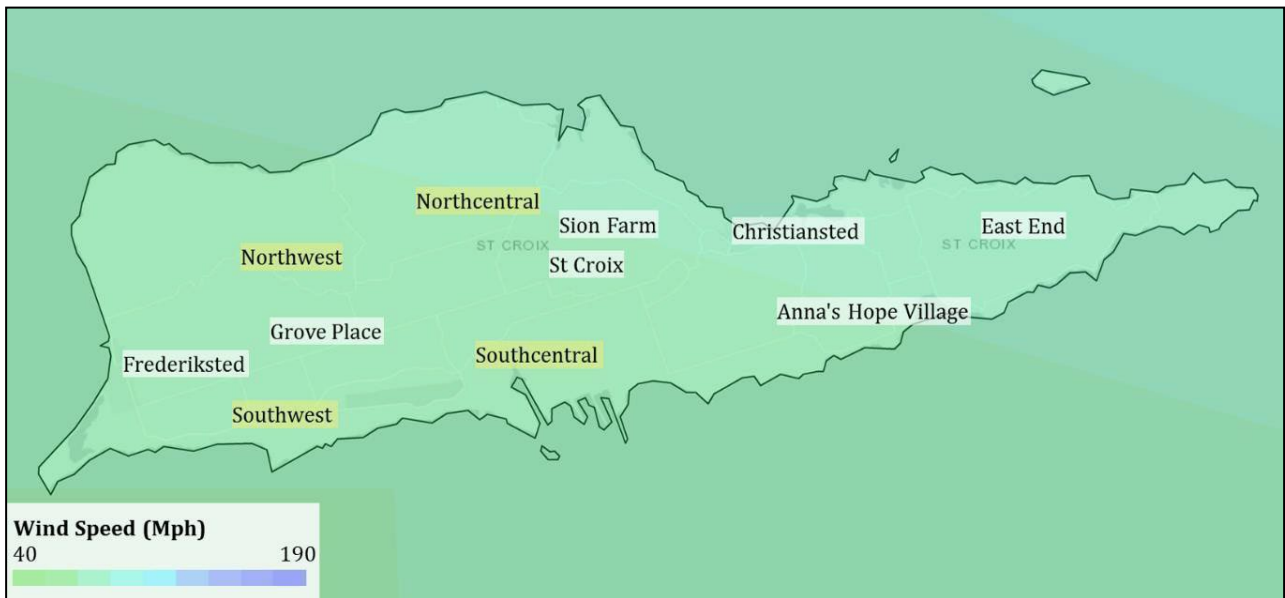 Northcentral
Sion Farm
Christiansted
East End
ST CROIX
ST CROIX
Northwest
St Croix
Anna's Hope Village
Grove Place
Southcentral
Frederiksted
Southwest
Wind Speed (Mph)
40 190